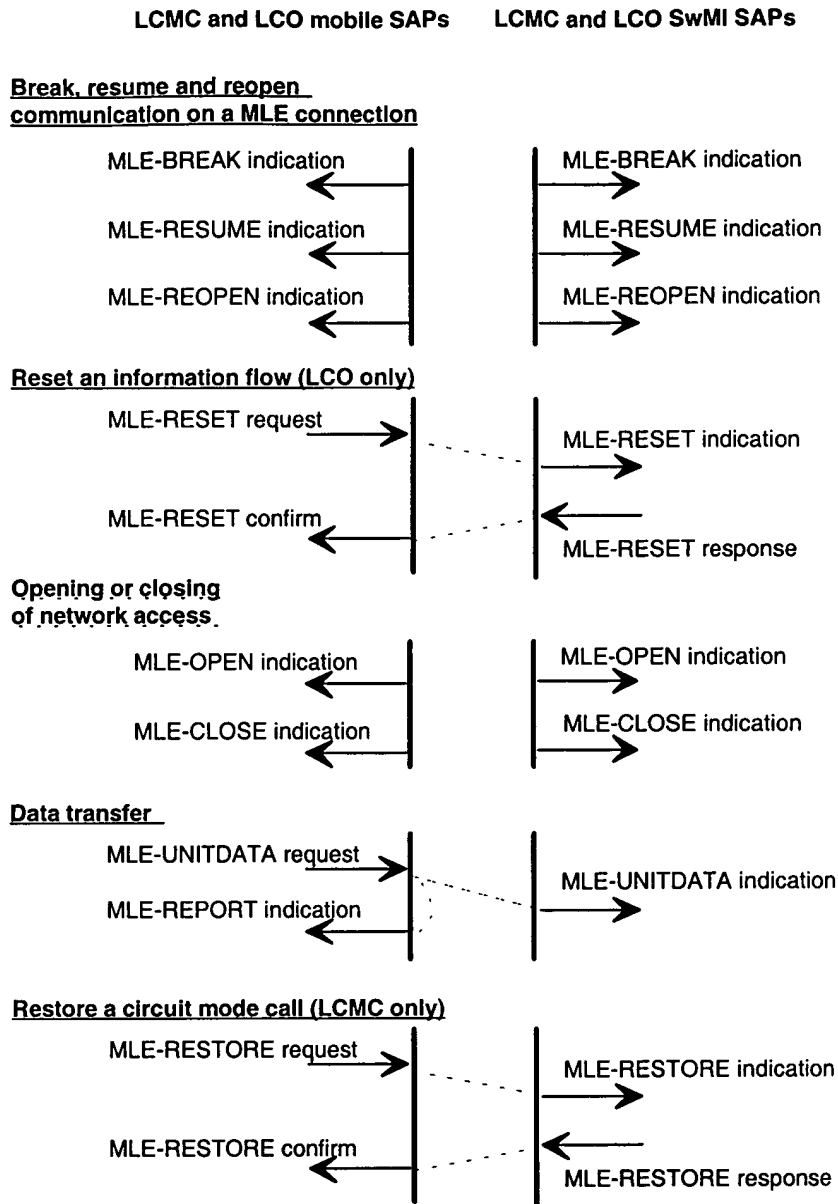 LCMC and LCO mobile SAPs LCMC and LCO SwMI SAPs
Break, resume and reopen
communication on a MLE connection
MLE-BREAK indication MLE-BREAK indication
MLE-RESUME indication MLE-RESUME indication
MLE-REOPEN indication MLE-REOPEN indication
Reset an information flow (LCO only)
MLE-RESET request
MLE-RESET indication
MLE-RESET confirm
MLE-RESET response
Opening or closing
of network access
MLE-OPEN indication MLE-OPEN indication
MLE-CLOSE indication MLE-CLOSE indication
Data transfer
MLE-UNITDATA request
MLE-UNITDATA indication
MLE-REPORT indication
Restore a circuit mode call (LCMC only)
MLE-RESTORE request
MLE-RESTORE indication
MLE-RESTORE confirm
MLE-RESTORE response